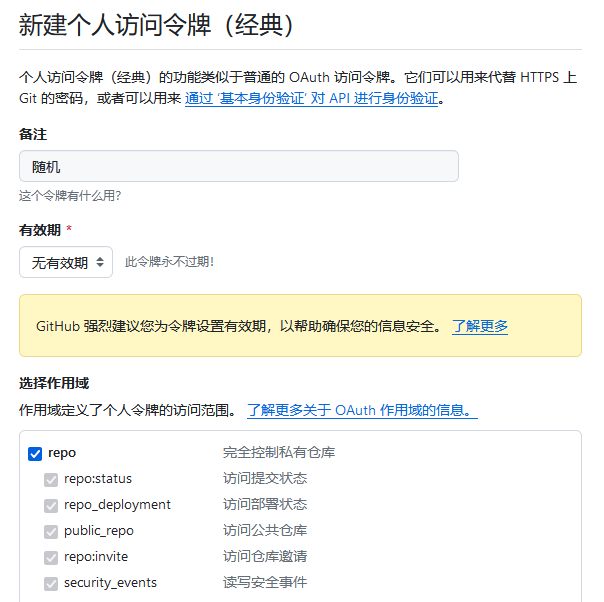 新建个人访问令牌（经典）
个人访问令牌（经典）的功能类似于普通的 OAuth 访问令牌。它们可以用来代替 HTTPS 上
Git 的密码，或者可以用来 通过 '基本身份验证' 对 API 进行身份验证。
备注
随机
这个令牌有什么用?
有效期 *
无有效期 此令牌永不过期!
GitHub 强烈建议您为令牌设置有效期，以帮助确保您的信息安全。 了解更多
选择作用域
作用域定义了个人令牌的访问范围。 了解更多关于 OAuth 作用域的信息。
repo 完全控制私有仓库
repo:status 访问提交状态
repo_deployment 访问部署状态
public_repo 访问公共仓库
repo:invite 访问仓库邀请
security_events 读写安全事件